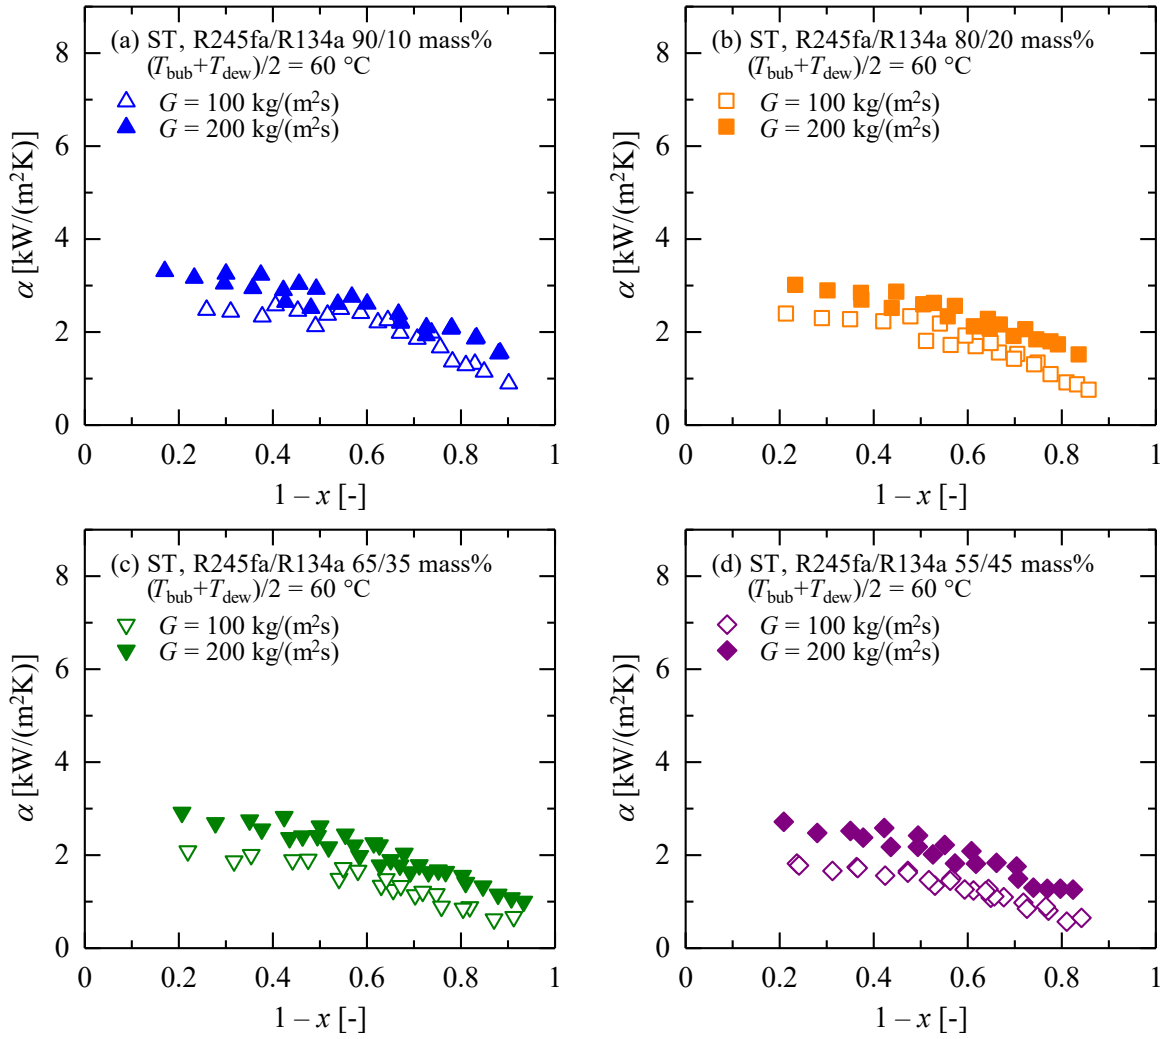 (a) ST, R245fa/R134a 90/10 mass%
(Tbub+Tdew)/2 = 60 °C
G = 100 kg/(m²s)
G = 200 kg/(m²s)
8
6
4
2
0
α [kW/(m²K)]
0 0.2 0.4 0.6 0.8 1
1 – x [-]
(b) ST, R245fa/R134a 80/20 mass%
(Tbub+Tdew)/2 = 60 °C
G = 100 kg/(m²s)
G = 200 kg/(m²s)
8
6
4
2
0
α [kW/(m²K)]
0 0.2 0.4 0.6 0.8 1
1 – x [-]
(c) ST, R245fa/R134a 65/35 mass%
(Tbub+Tdew)/2 = 60 °C
G = 100 kg/(m²s)
G = 200 kg/(m²s)
8
6
4
2
0
α [kW/(m²K)]
0 0.2 0.4 0.6 0.8 1
1 – x [-]
(d) ST, R245fa/R134a 55/45 mass%
(Tbub+Tdew)/2 = 60 °C
G = 100 kg/(m²s)
G = 200 kg/(m²s)
8
6
4
2
0
α [kW/(m²K)]
0 0.2 0.4 0.6 0.8 1
1 – x [-]